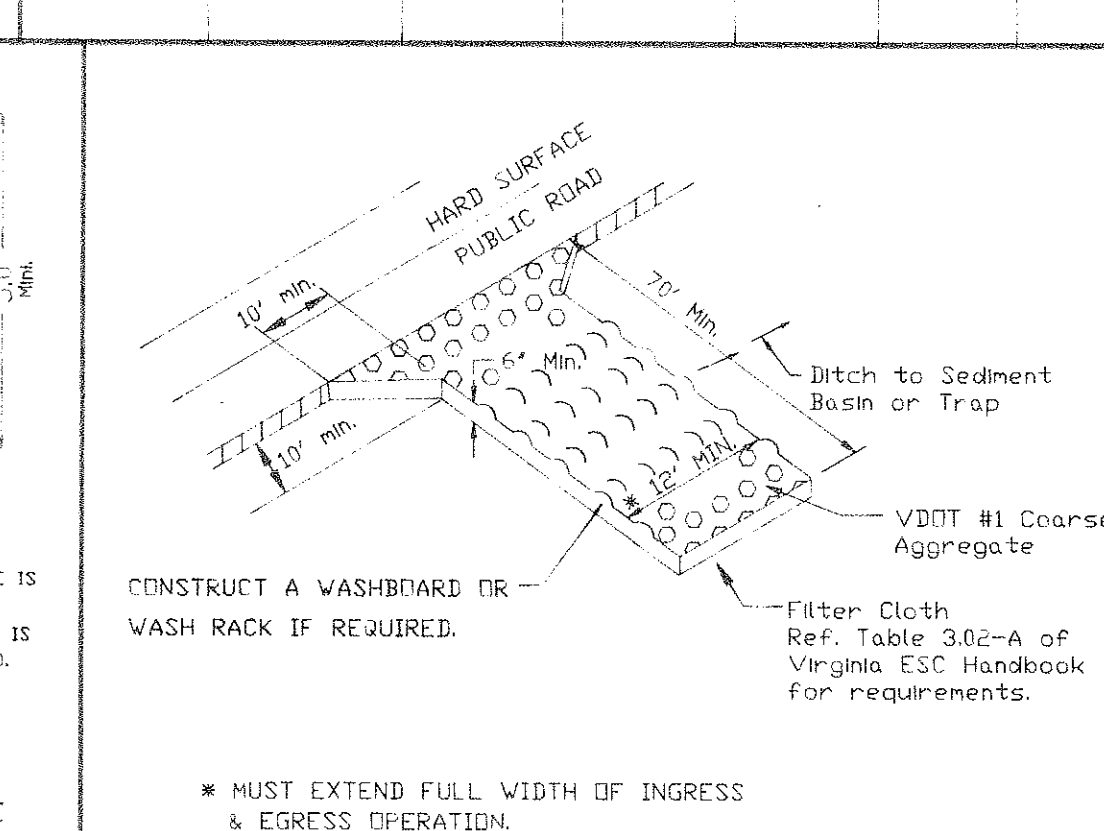 Mini.
HARD SURFACE
PUBLIC ROAD
10' min.
70' Min.
6" Min.
Ditch to Sediment
Basin or Trap
10' min.
* 12' MIN.
VDOT #1 Coarse
Aggregate
CONSTRUCT A WASHBOARD OR
WASH RACK IF REQUIRED.
Filter Cloth
Ref. Table 3.02-A of
Virginia ESC Handbook
for requirements.
IS
IS
* MUST EXTEND FULL WIDTH OF INGRESS
& EGRESS OPERATION.